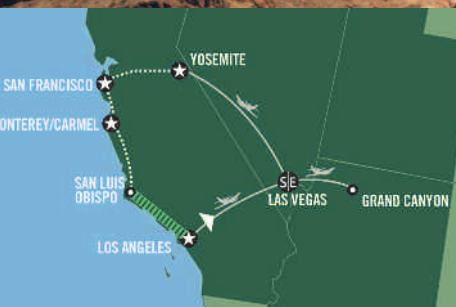 YOSEMITE
SAN FRANCISCO
ONTEREY/CARMEL
SAN LUIS
OBISPO
S E
LAS VEGAS
GRAND CANYON
LOS ANGELES